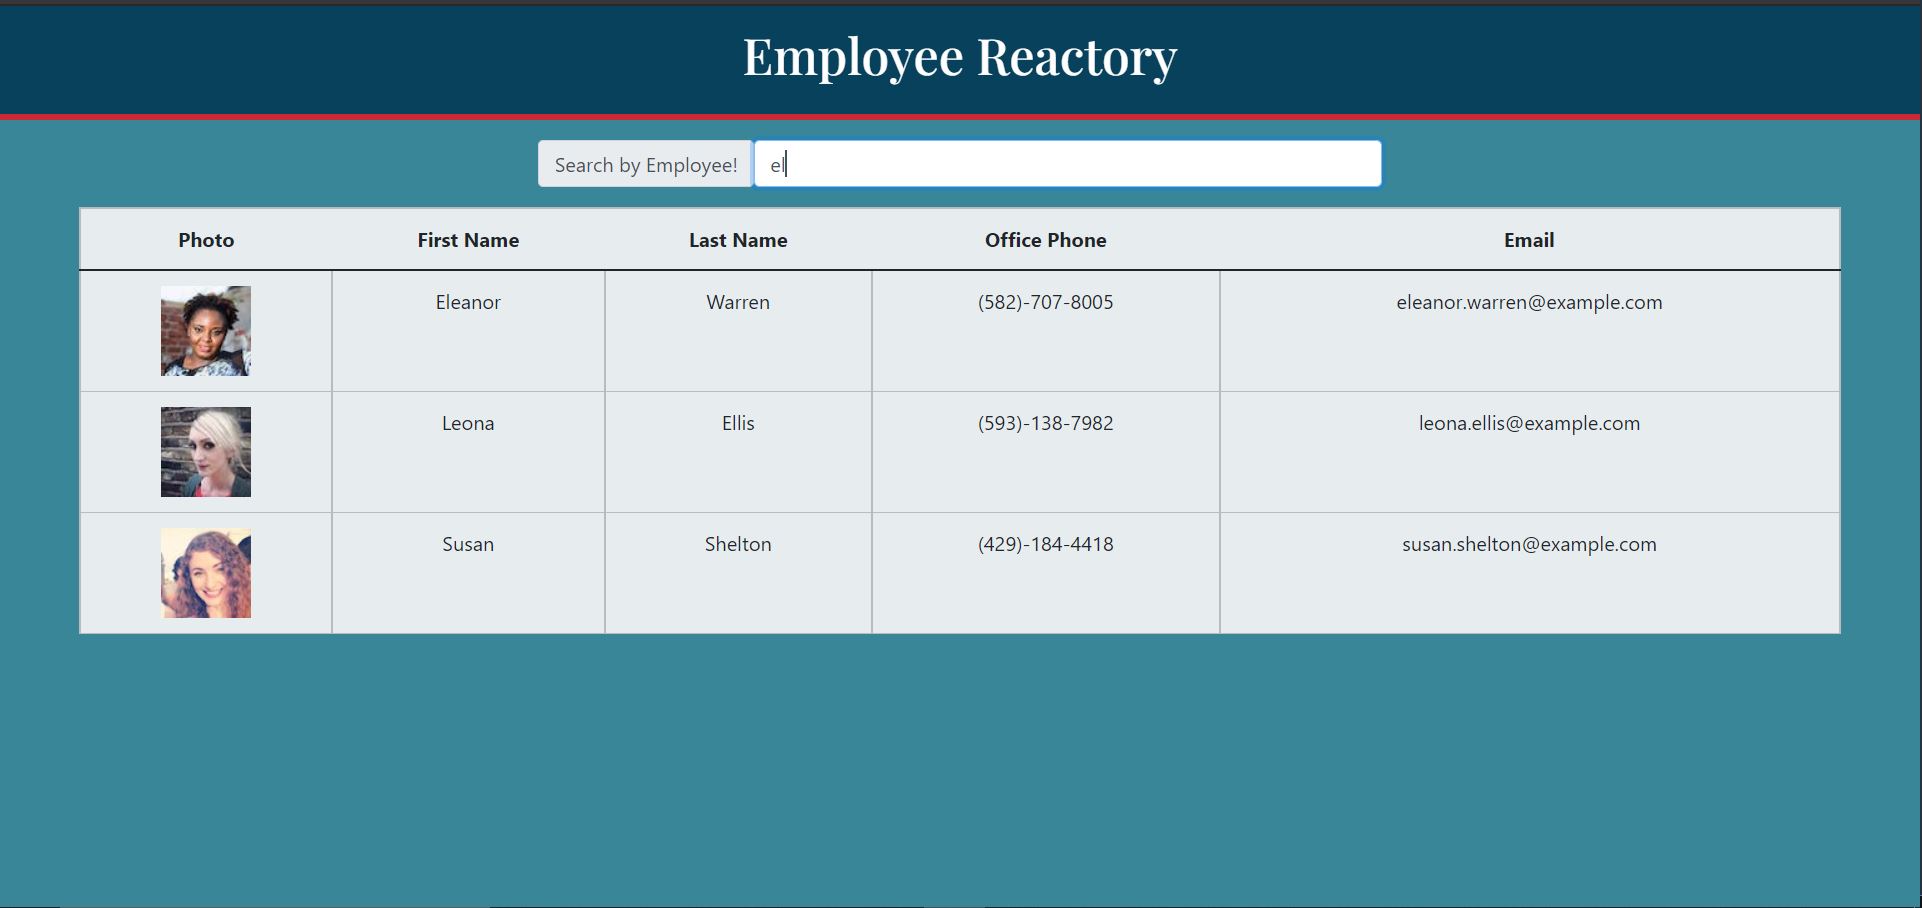 Employee Reactory
Search by Employee! el
Photo First Name Last Name Office Phone Email
Eleanor Warren (582)-707-8005 eleanor.warren@example.com
Leona Ellis (593)-138-7982 leona.ellis@example.com
Susan Shelton (429)-184-4418 susan.shelton@example.com